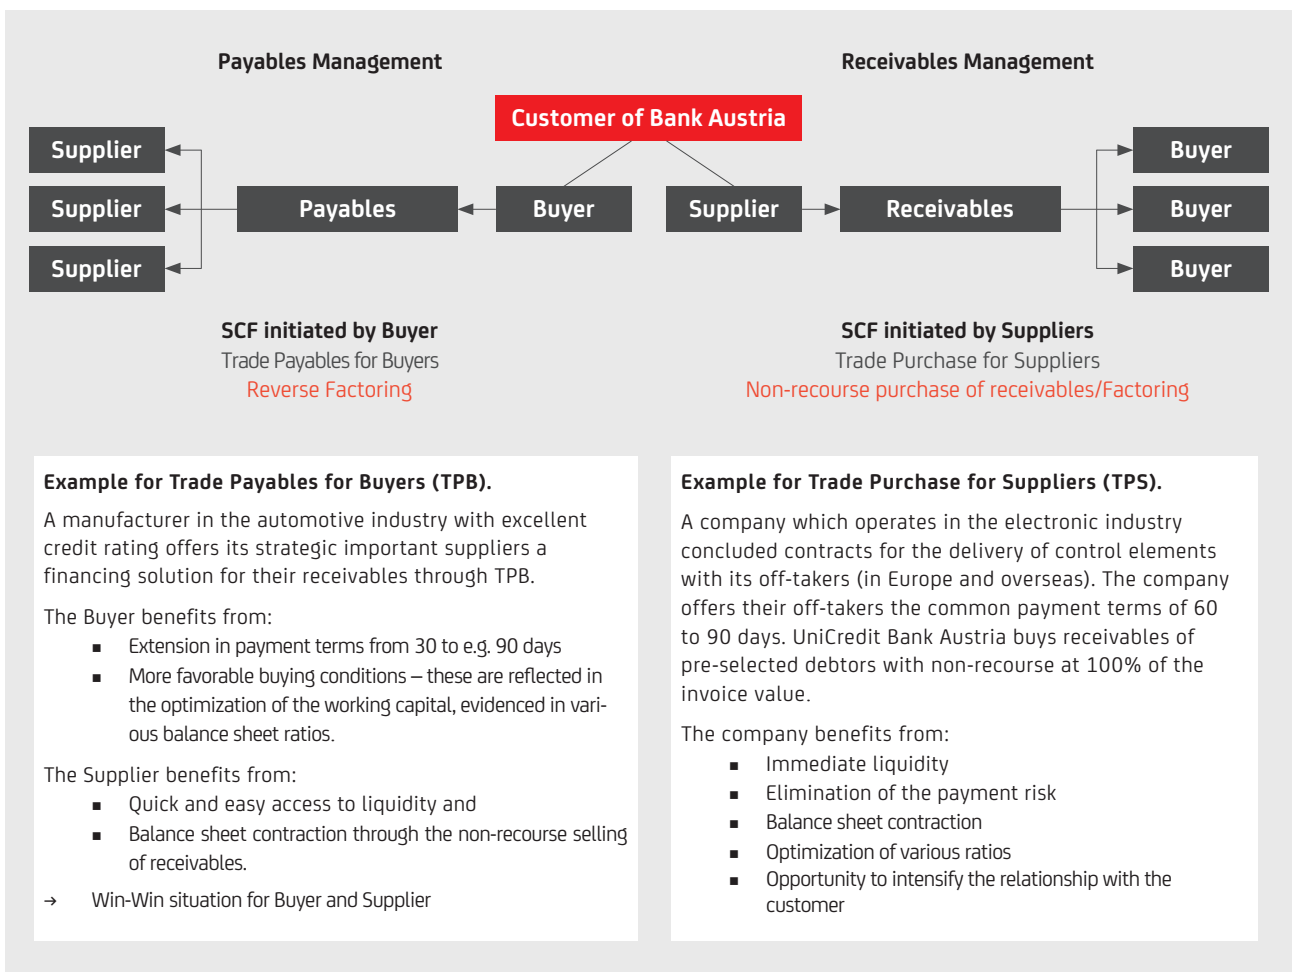 Payables Management
Receivables Management
Customer of Bank Austria
Supplier
Supplier
Supplier
Payables
Buyer
Supplier
Receivables
Buyer
Buyer
Buyer
SCF initiated by Buyer
Trade Payables for Buyers
Reverse Factoring
SCF initiated by Suppliers
Trade Purchase for Suppliers
Non-recourse purchase of receivables/Factoring
Example for Trade Payables for Buyers (TPB).
A manufacturer in the automotive industry with excellent
credit rating offers its strategic important suppliers a
financing solution for their receivables through TPB.
The Buyer benefits from:
■ Extension in payment terms from 30 to e.g. 90 days
■ More favorable buying conditions – these are reflected in
the optimization of the working capital, evidenced in vari-
ous balance sheet ratios.
The Supplier benefits from:
■ Quick and easy access to liquidity and
■ Balance sheet contraction through the non-recourse selling
of receivables.
→ Win-Win situation for Buyer and Supplier
Example for Trade Purchase for Suppliers (TPS).
A company which operates in the electronic industry
concluded contracts for the delivery of control elements
with its off-takers (in Europe and overseas). The company
offers their off-takers the common payment terms of 60
to 90 days. UniCredit Bank Austria buys receivables of
pre-selected debtors with non-recourse at 100% of the
invoice value.
The company benefits from:
■ Immediate liquidity
■ Elimination of the payment risk
■ Balance sheet contraction
■ Optimization of various ratios
■ Opportunity to intensify the relationship with the
customer